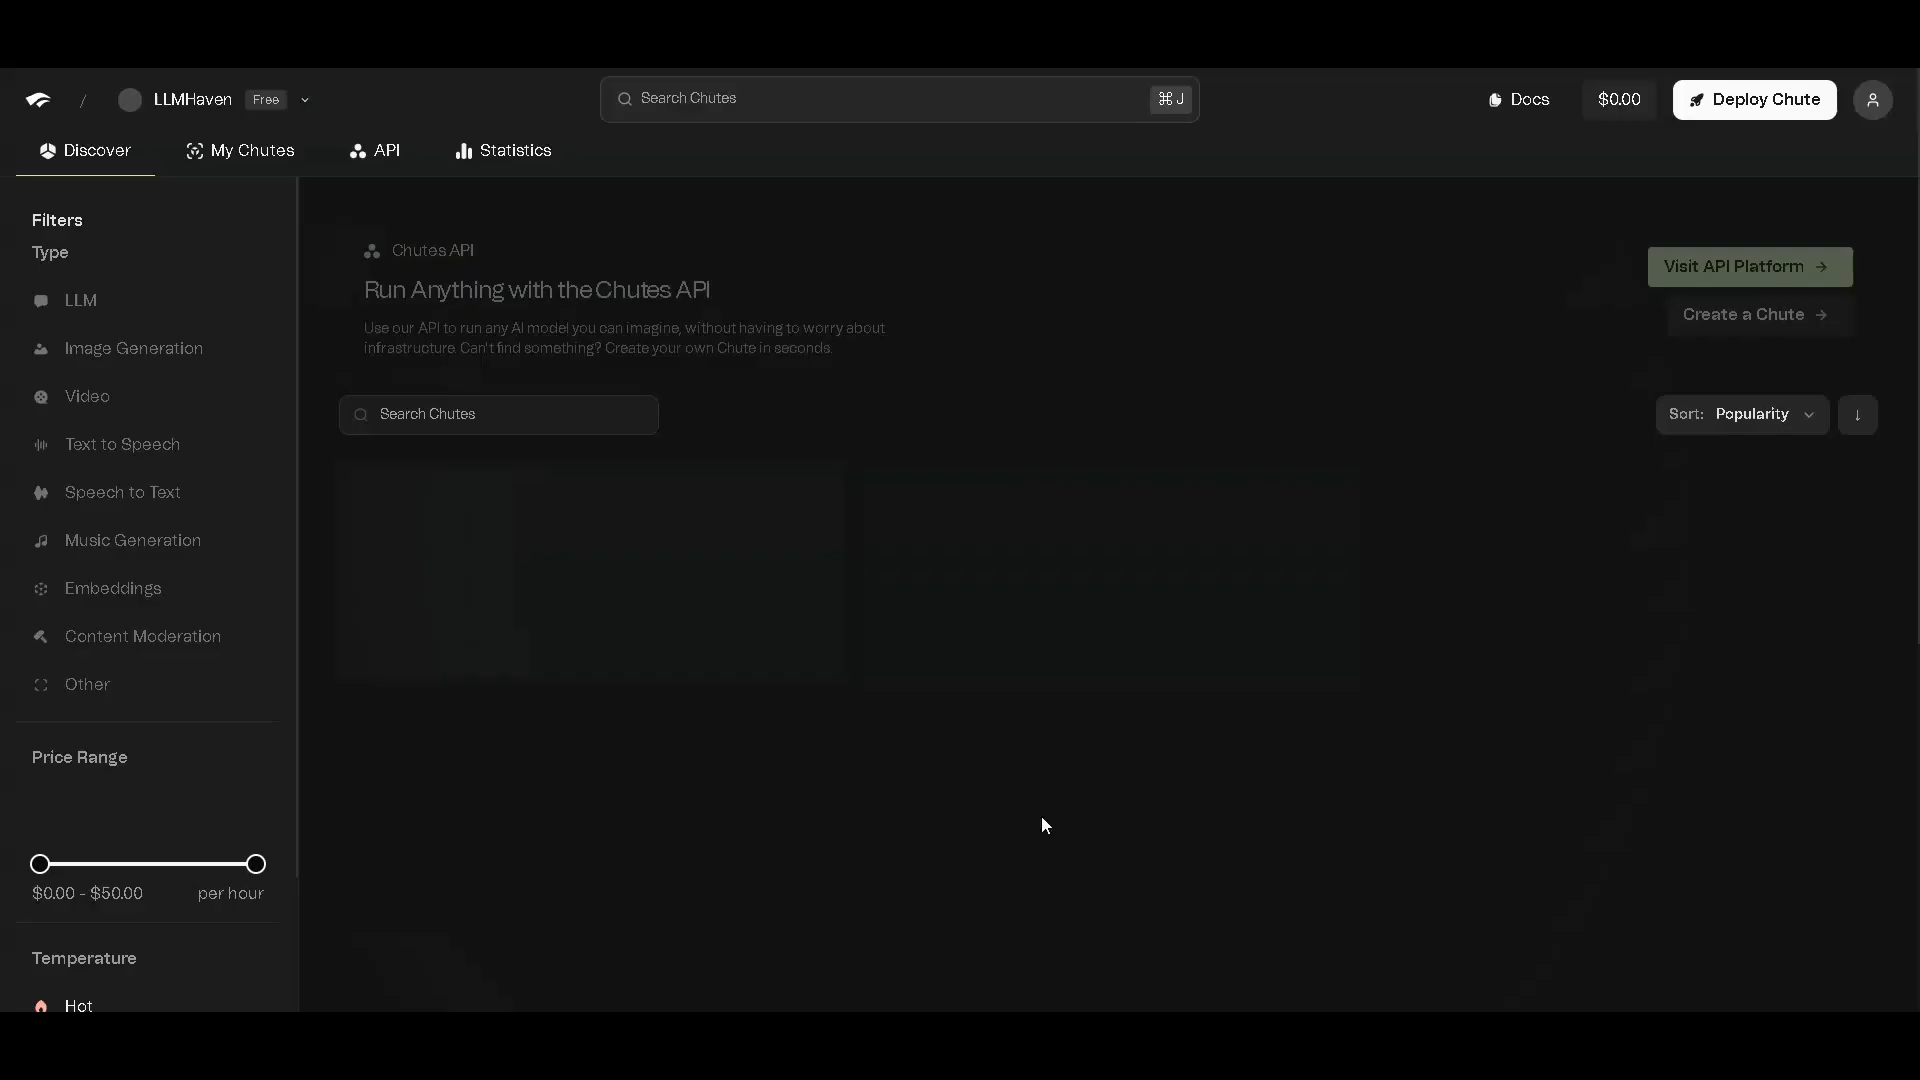 / LLMHaven Free
Search Chutes ⌘ J
Docs
$0.00
Deploy Chute
Discover
My Chutes
API
Statistics
Filters
Type
LLM
Image Generation
Video
Text to Speech
Speech to Text
Music Generation
Embeddings
Content Moderation
Other
Price Range
$0.00 - $50.00 per hour
Temperature
Hot
Chutes API
Run Anything with the Chutes API
Use our API to run any AI model you can imagine, without having to worry about
infrastructure. Can't find something? Create your own Chute in seconds.
Visit API Platform →
Create a Chute →
Search Chutes
Sort: Popularity ↓